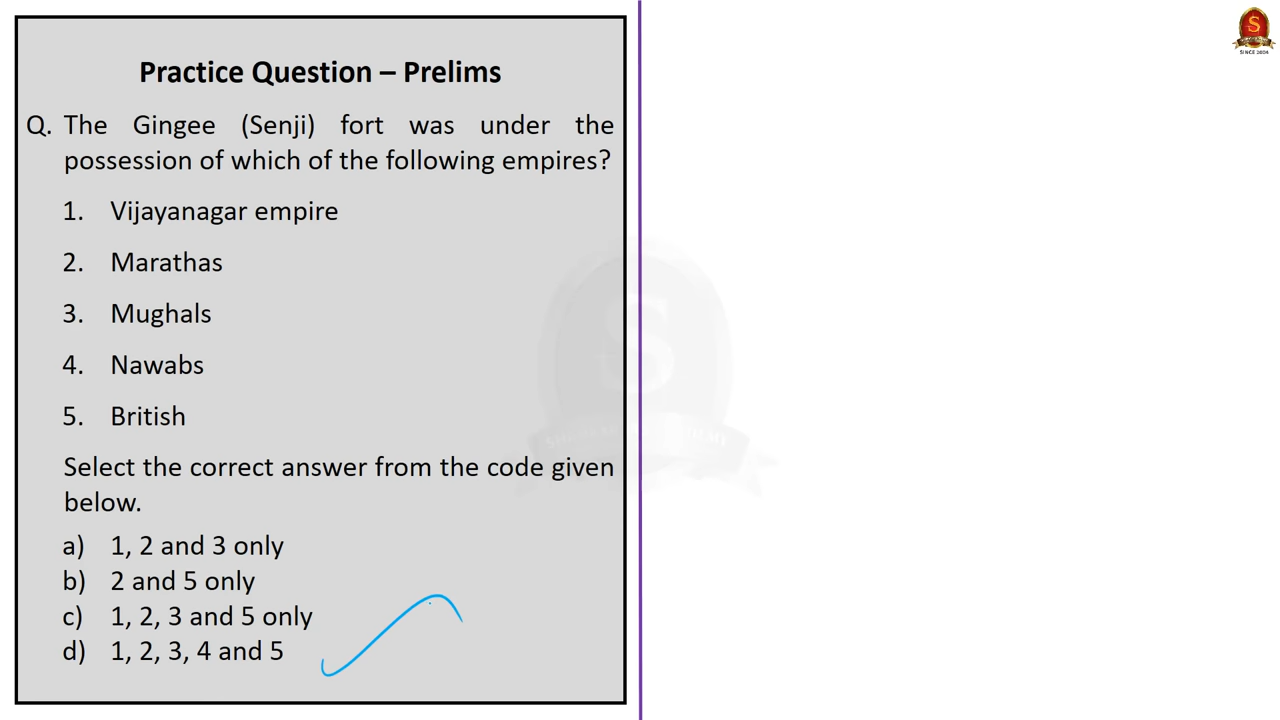 Practice Question – Prelims
Q. The Gingee (Senji) fort was under the
possession of which of the following empires?
1. Vijayanagar empire
2. Marathas
3. Mughals
4. Nawabs
5. British
Select the correct answer from the code given
below.
a) 1, 2 and 3 only
b) 2 and 5 only
c) 1, 2, 3 and 5 only
d) 1, 2, 3, 4 and 5
S
SINCE 2004
S